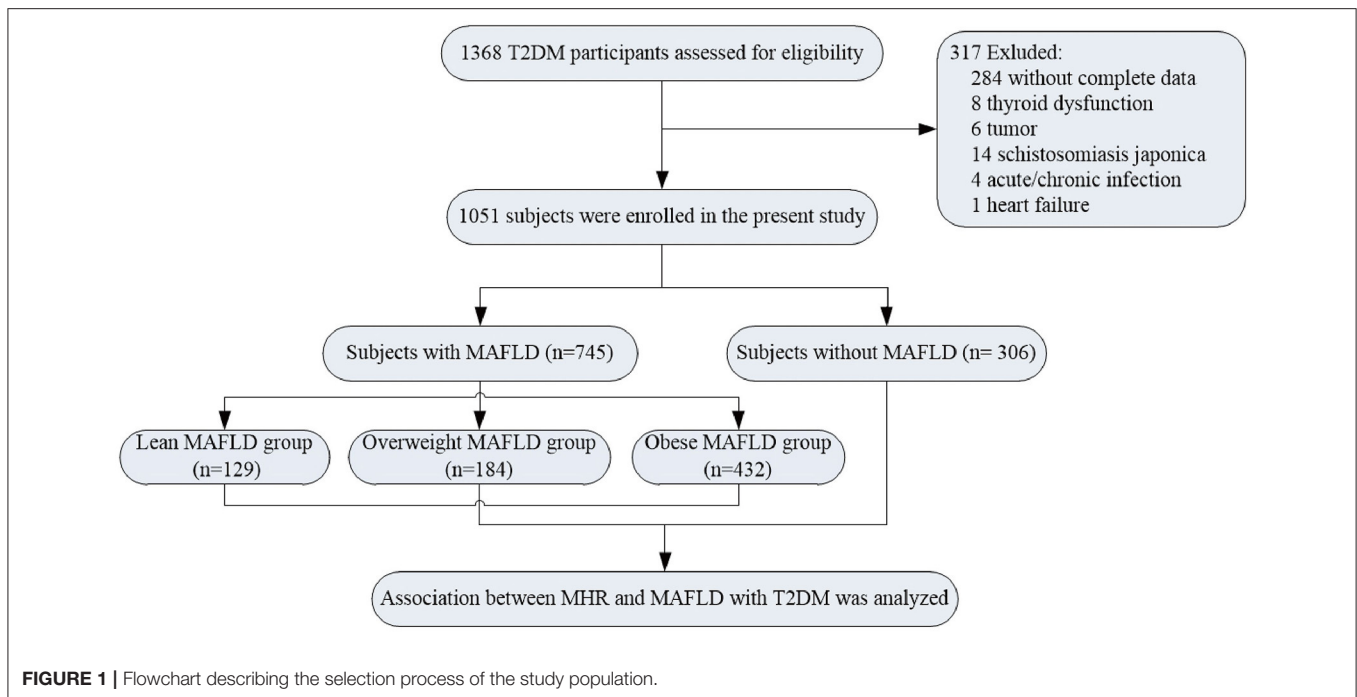 1368 T2DM participants assessed for eligibility
317 Exluded:
284 without complete data
8 thyroid dysfunction
6 tumor
14 schistosomiasis japonica
4 acute/chronic infection
1 heart failure
1051 subjects were enrolled in the present study
Subjects with MAFLD (n=745)
Subjects without MAFLD (n= 306)
Lean MAFLD group
(n=129)
Overweight MAFLD group
(n=184)
Obese MAFLD group
(n=432)
Association between MHR and MAFLD with T2DM was analyzed
FIGURE 1 | Flowchart describing the selection process of the study population.